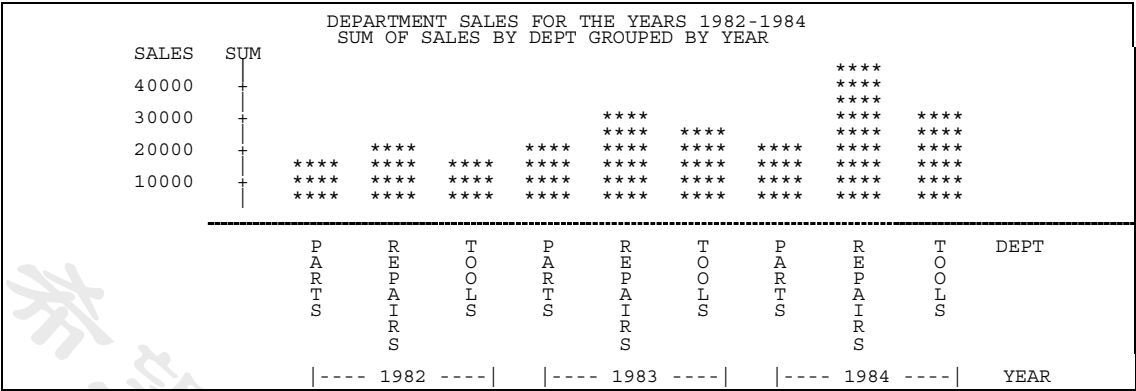 DEPARTMENT SALES FOR THE YEARS 1982-1984
SUM OF SALES BY DEPT GROUPED BY YEAR
SALES SUM
****
40000 + ****
****
30000 + **** **** ****
**** **** **** ****
20000 + **** **** **** **** **** **** ****
**** **** **** **** **** **** **** **** ****
10000 + **** **** **** **** **** **** **** **** ****
**** **** **** **** **** **** **** **** ****
PARTS REPAIRS TOOLS PARTS REPAIRS TOOLS PARTS REPAIRS TOOLS DEPT
|---- 1982 ----| |---- 1983 ----| |---- 1984 ----| YEAR
希